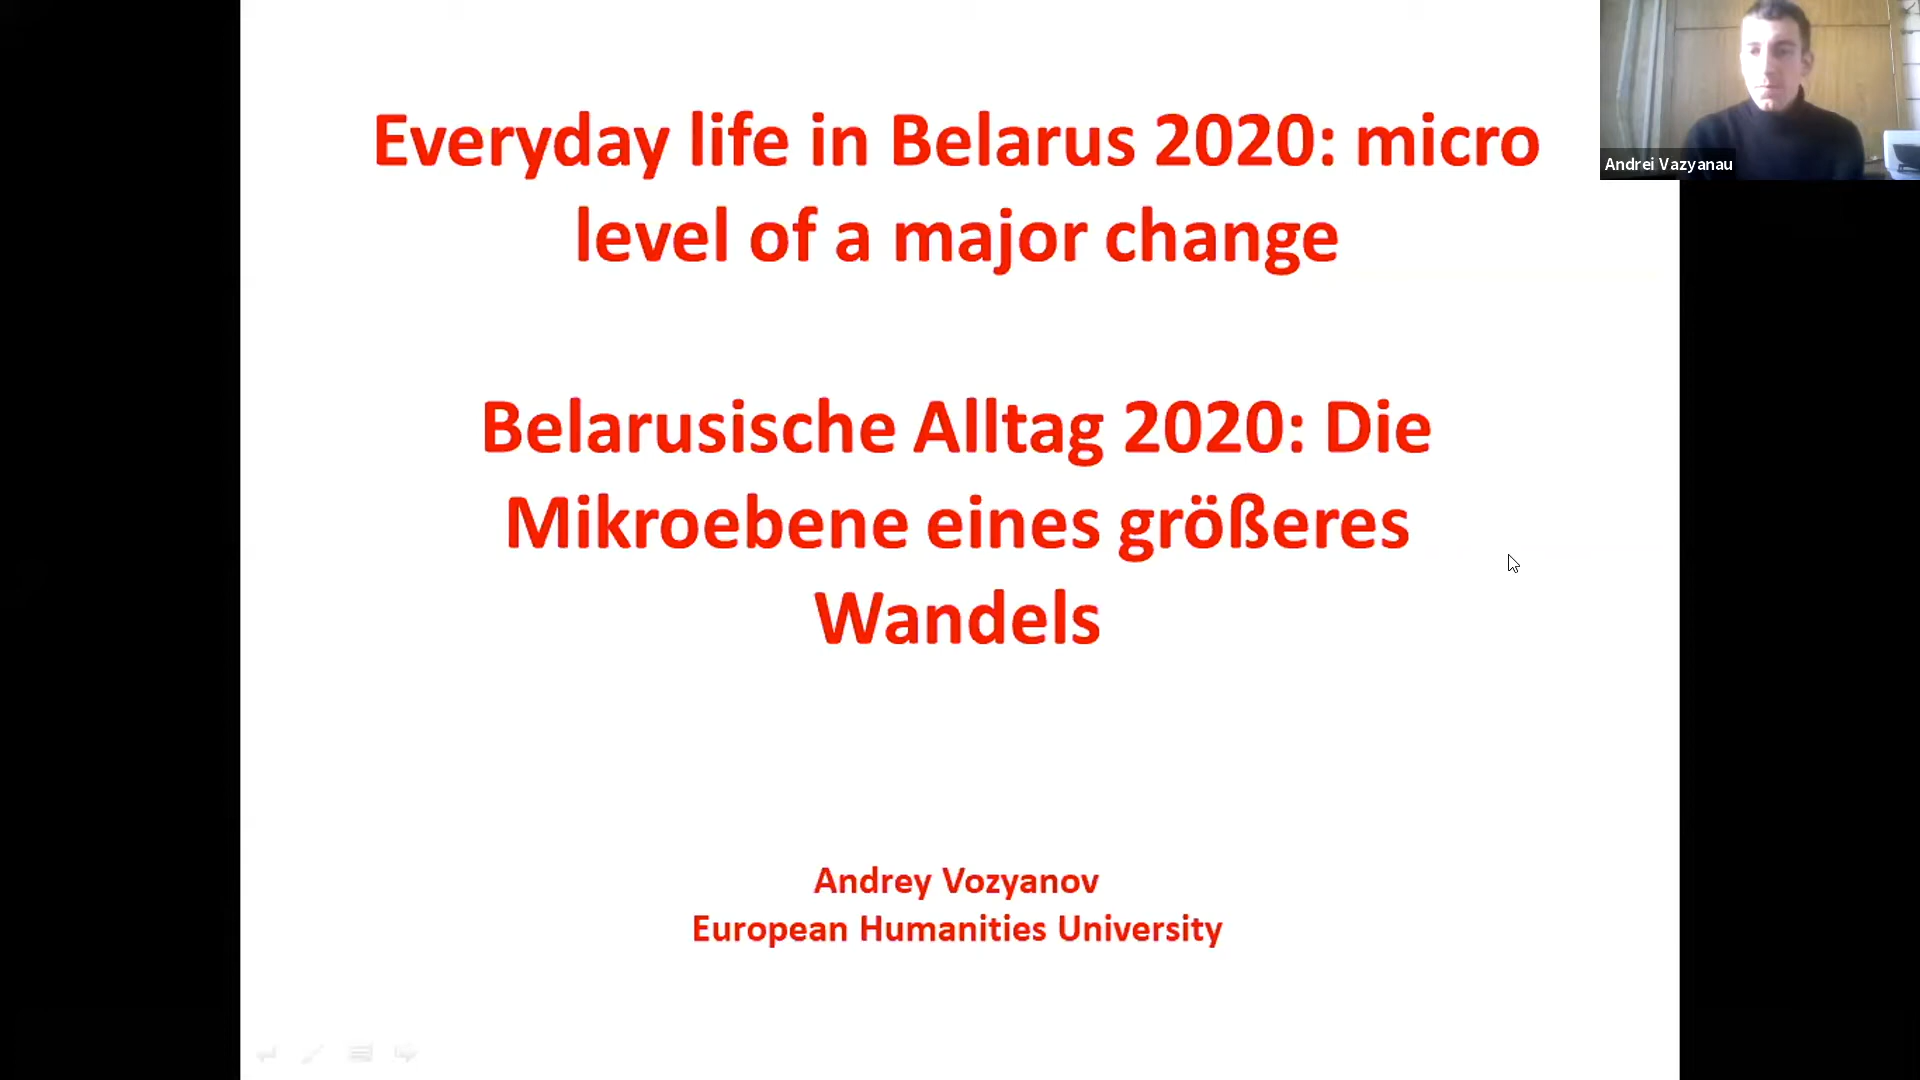 Everyday life in Belarus 2020: micro
level of a major change
Belarusische Alltag 2020: Die
Mikroebene eines größeres
Wandels
Andrey Vozyanov
European Humanities University
Andrei Vazyanau